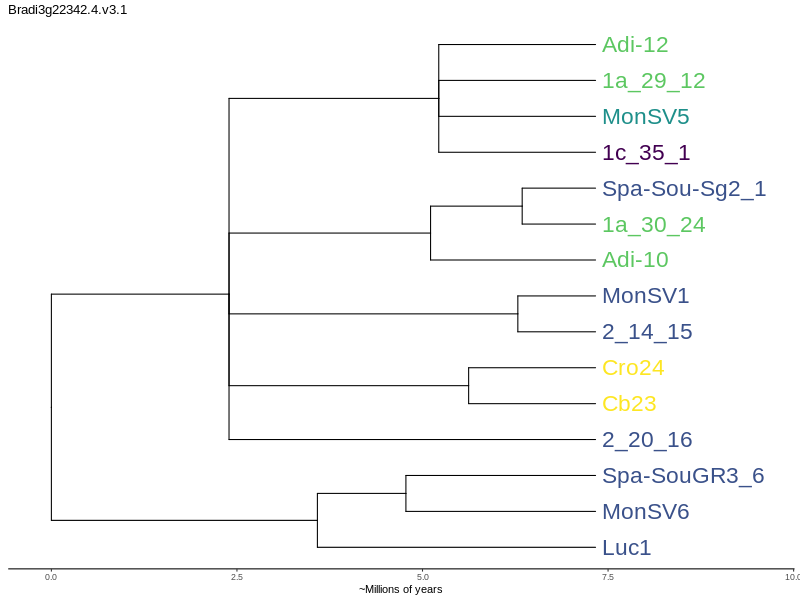 Bradi3g22342.4.v3.1
Adi-12
1a_29_12
MonSV5
1c_35_1
Spa-Sou-Sg2_1
1a_30_24
Adi-10
MonSV1
2_14_15
Cro24
Cb23
2_20_16
Spa-SouGR3_6
MonSV6
Luc1
0.0 2.5 5.0 7.5 10.0
~Millions of years